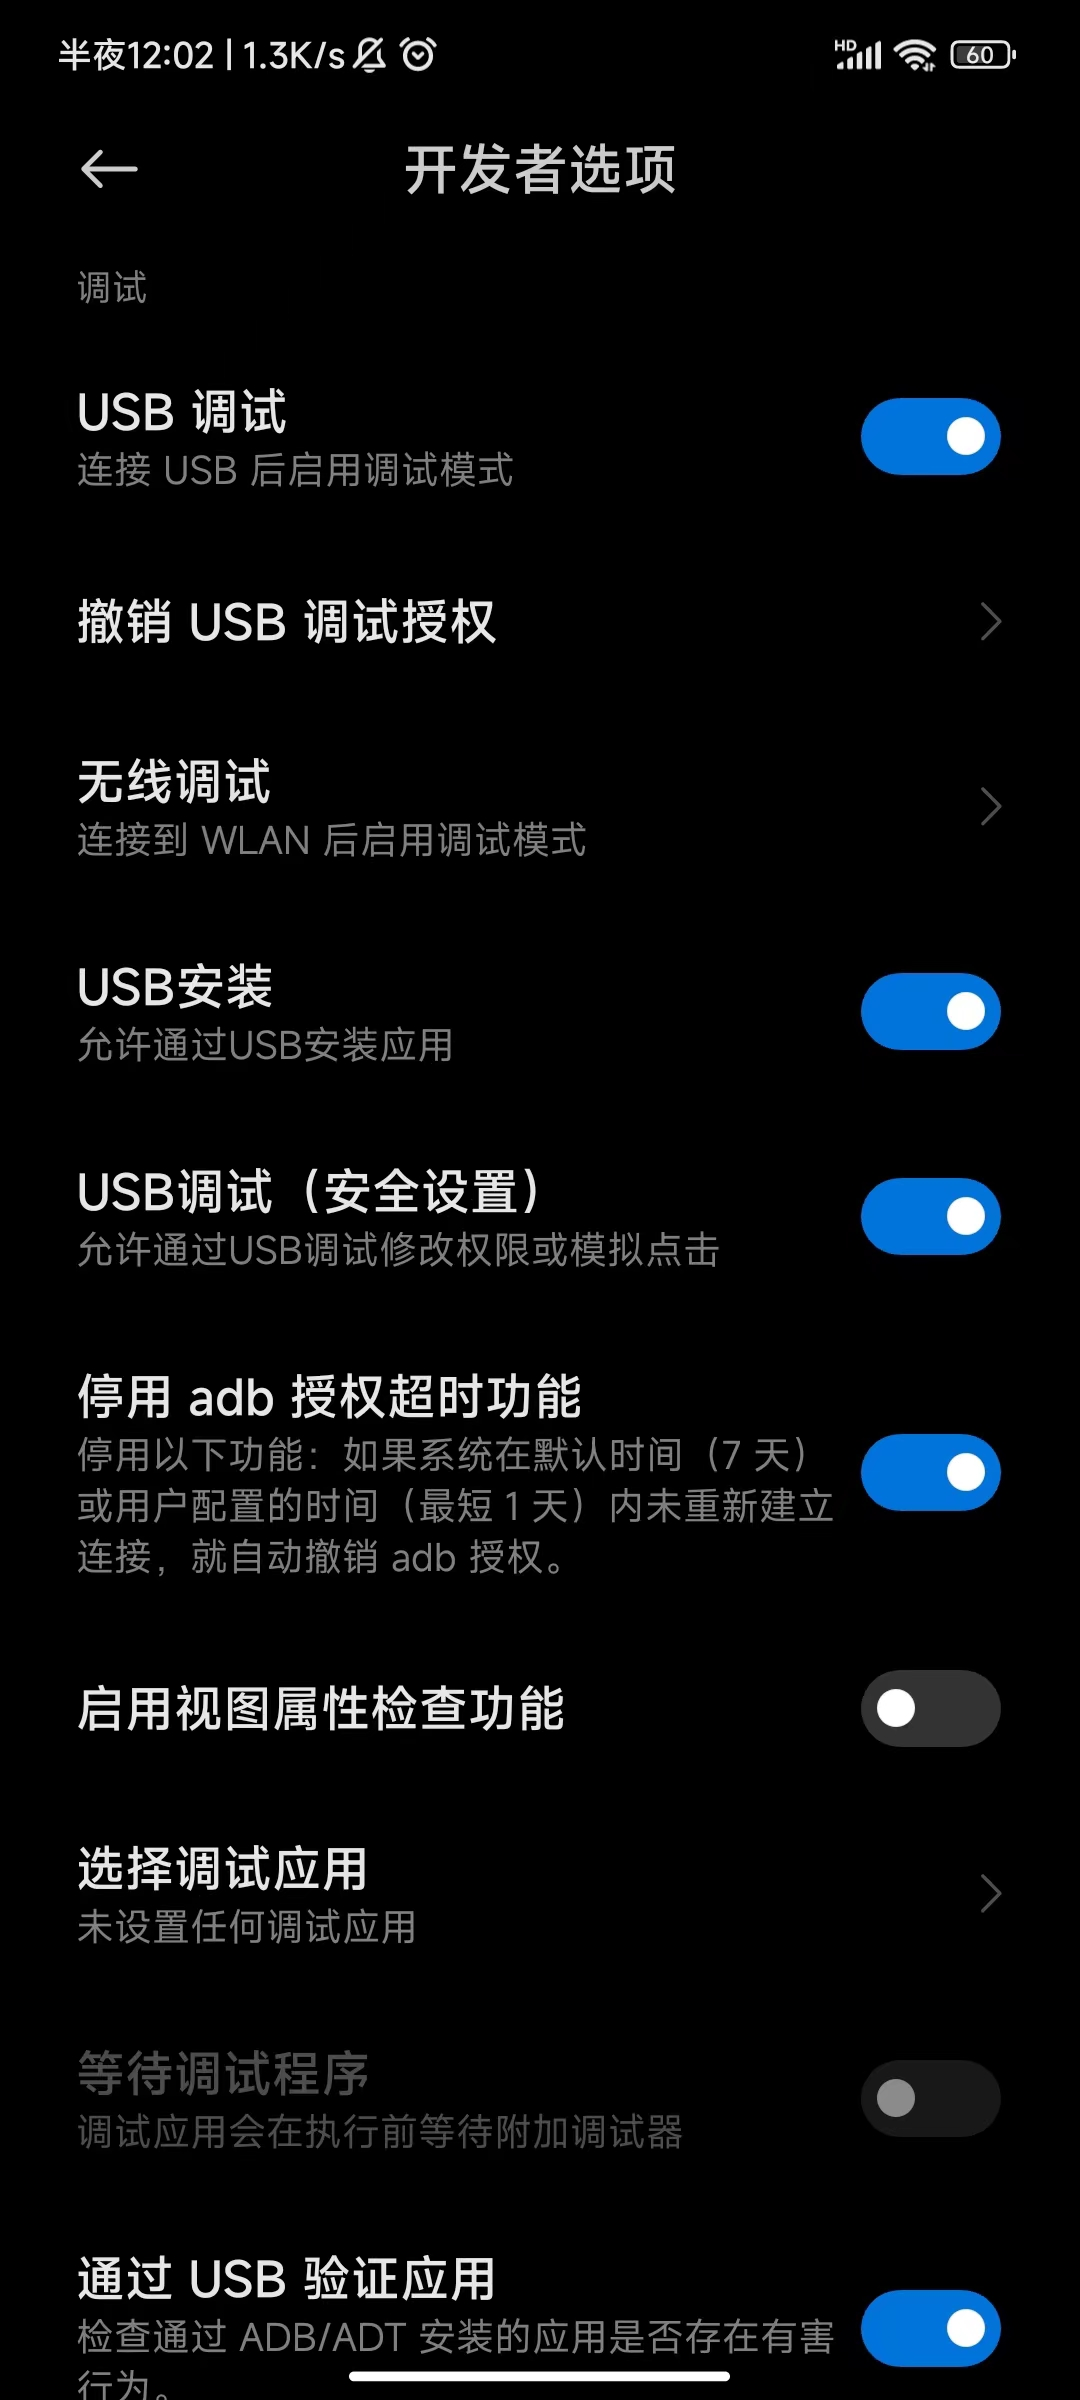 半夜12:02 | 1.3K/s
HD
60
开发者选项
调试
USB 调试
连接 USB 后启用调试模式
撤销 USB 调试授权
无线调试
连接到 WLAN 后启用调试模式
USB安装
允许通过USB安装应用
USB调试（安全设置）
允许通过USB调试修改权限或模拟点击
停用 adb 授权超时功能
停用以下功能：如果系统在默认时间（7 天）
或用户配置的时间（最短 1 天）内未重新建立
连接，就自动撤销 adb 授权。
启用视图属性检查功能
选择调试应用
未设置任何调试应用
等待调试程序
调试应用会在执行前等待附加调试器
通过 USB 验证应用
检查通过 ADB/ADT 安装的应用是否存在有害
行为。